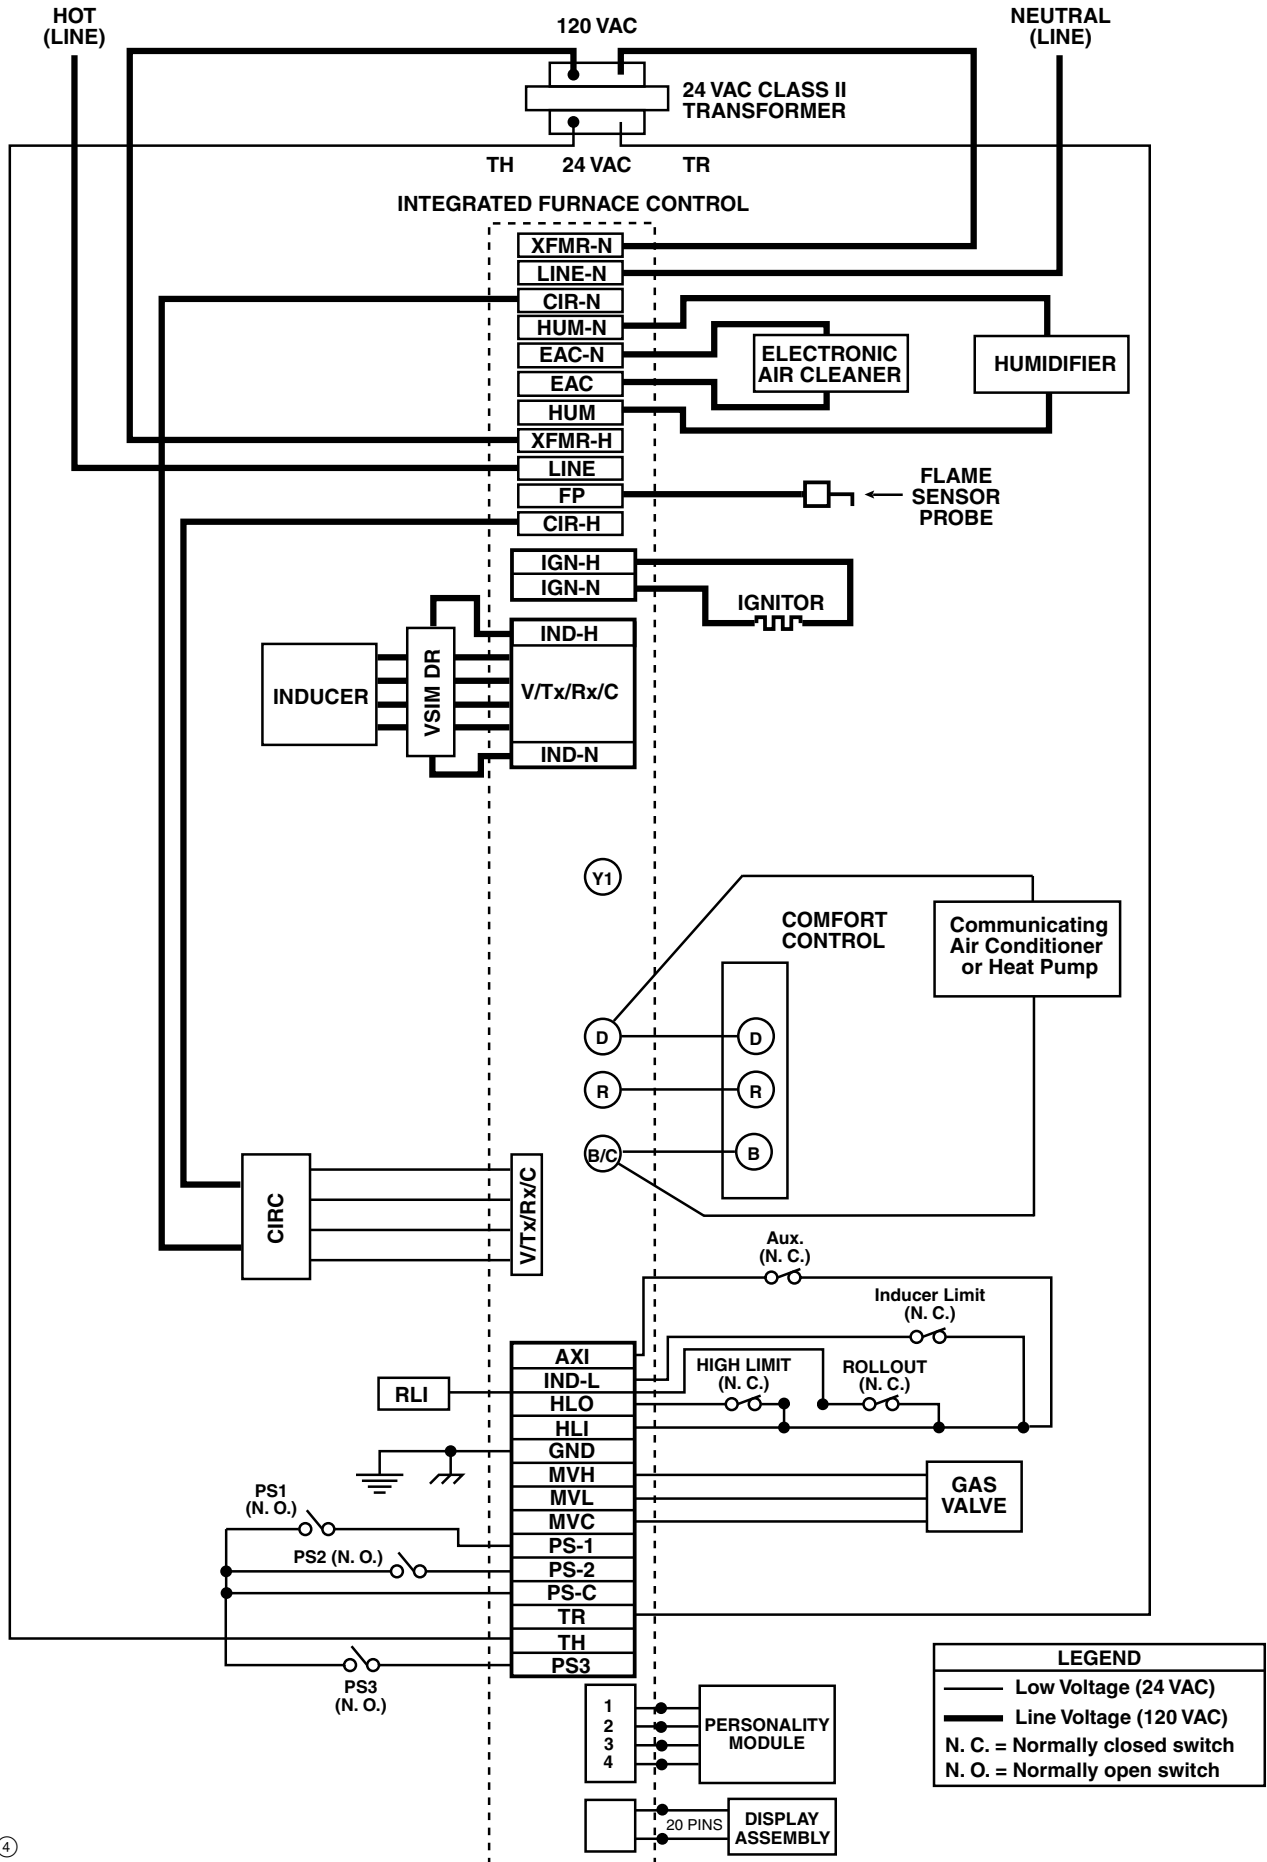 HOT
(LINE)
120 VAC
NEUTRAL
(LINE)
24 VAC CLASS II
TRANSFORMER
TH
24 VAC
TR
INTEGRATED FURNACE CONTROL
XFMR-N
LINE-N
CIR-N
HUM-N
EAC-N
EAC
HUM
XFMR-H
LINE
FP
CIR-H
ELECTRONIC
AIR CLEANER
HUMIDIFIER
FLAME
SENSOR
PROBE
IGN-H
IGN-N
IGNITOR
IND-H
V/Tx/Rx/C
IND-N
INDUCER
VSIM DR
Y1
COMFORT
CONTROL
Communicating
Air Conditioner
or Heat Pump
D
D
R
R
B/C
B
CIRC
V/Tx/Rx/C
Aux.
(N. C.)
Inducer Limit
(N. C.)
HIGH LIMIT
(N. C.)
ROLLOUT
(N. C.)
RLI
AXI
IND-L
HLO
HLI
GND
MVH
MVL
MVC
PS-1
PS-2
PS-C
TR
TH
PS3
GAS
VALVE
PS1
(N. O.)
PS2 (N. O.)
PS3
(N. O.)
1
2
3
4
PERSONALITY
MODULE
20 PINS
DISPLAY
ASSEMBLY
LEGEND
Low Voltage (24 VAC)
Line Voltage (120 VAC)
N. C. = Normally closed switch
N. O. = Normally open switch
4